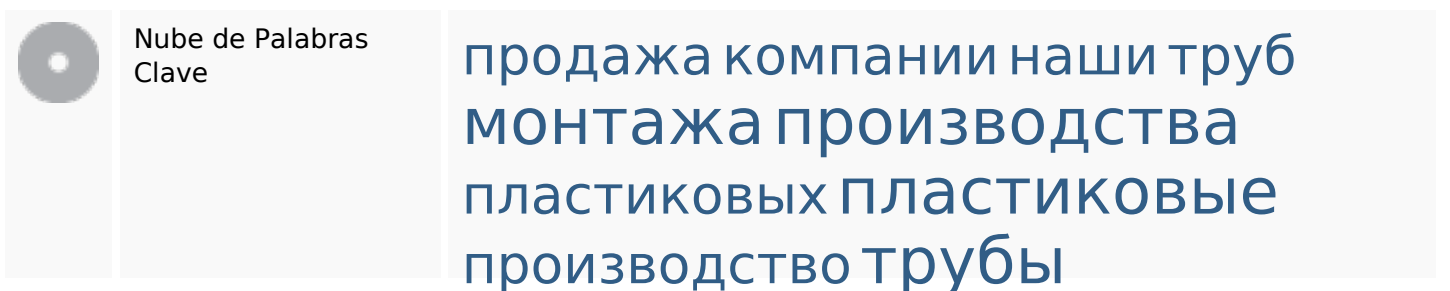 Nube de Palabras
Clave
продажа компании наши труб
монтажа производства
пластиковых пластиковые
производство трубы